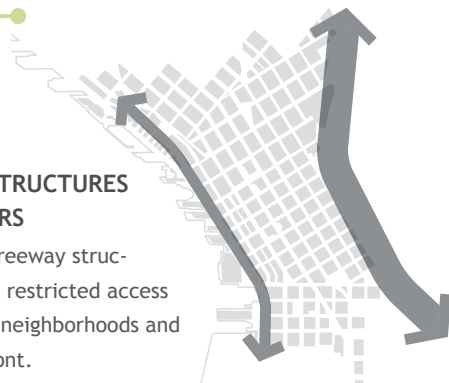 TRUCTURES
RS
reeway struc-
restricted access
neighborhoods and
ont.